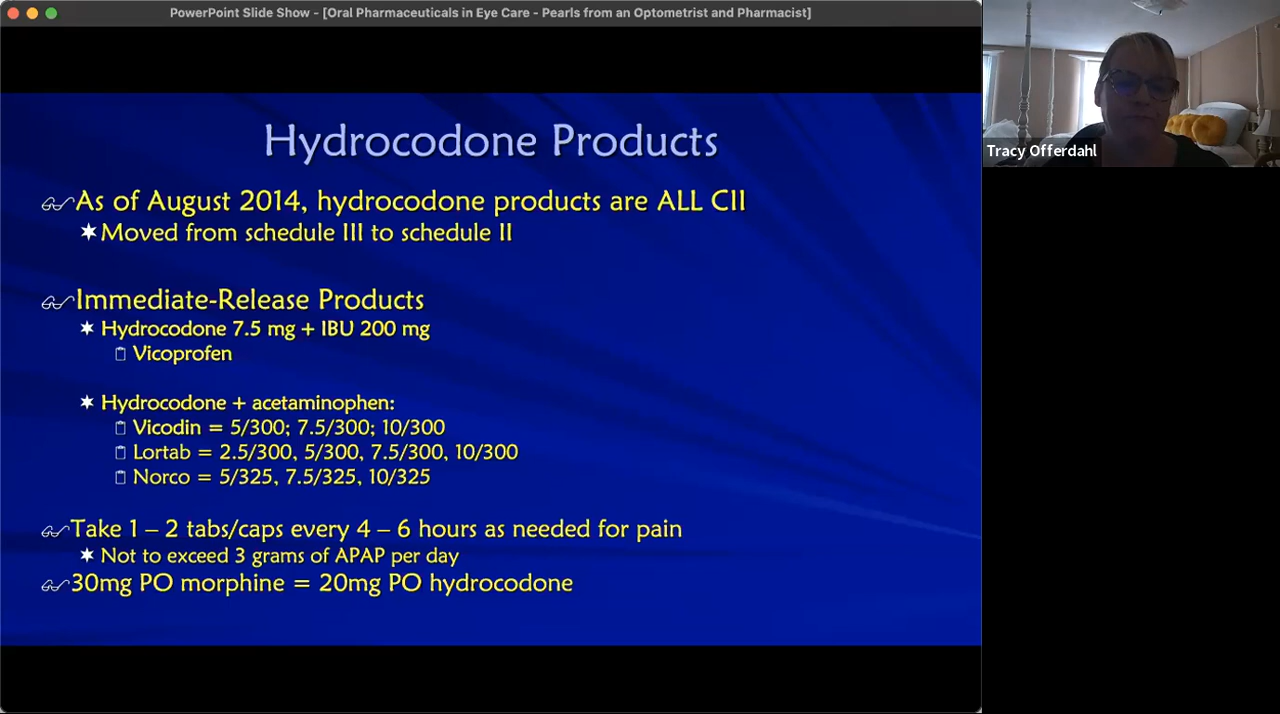 PowerPoint Slide Show - [Oral Pharmaceuticals in Eye Care - Pearls from an Optometrist and Pharmacist]
Hydrocodone Products
As of August 2014, hydrocodone products are ALL CII
Moved from schedule III to schedule II
Immediate-Release Products
Hydrocodone 7.5 mg + IBU 200 mg
Vicoprofen
Hydrocodone + acetaminophen:
Vicodin = 5/300; 7.5/300; 10/300
Lortab = 2.5/300, 5/300, 7.5/300, 10/300
Norco = 5/325, 7.5/325, 10/325
Take 1 – 2 tabs/caps every 4 – 6 hours as needed for pain
Not to exceed 3 grams of APAP per day
30mg PO morphine = 20mg PO hydrocodone
Tracy Offerdahl